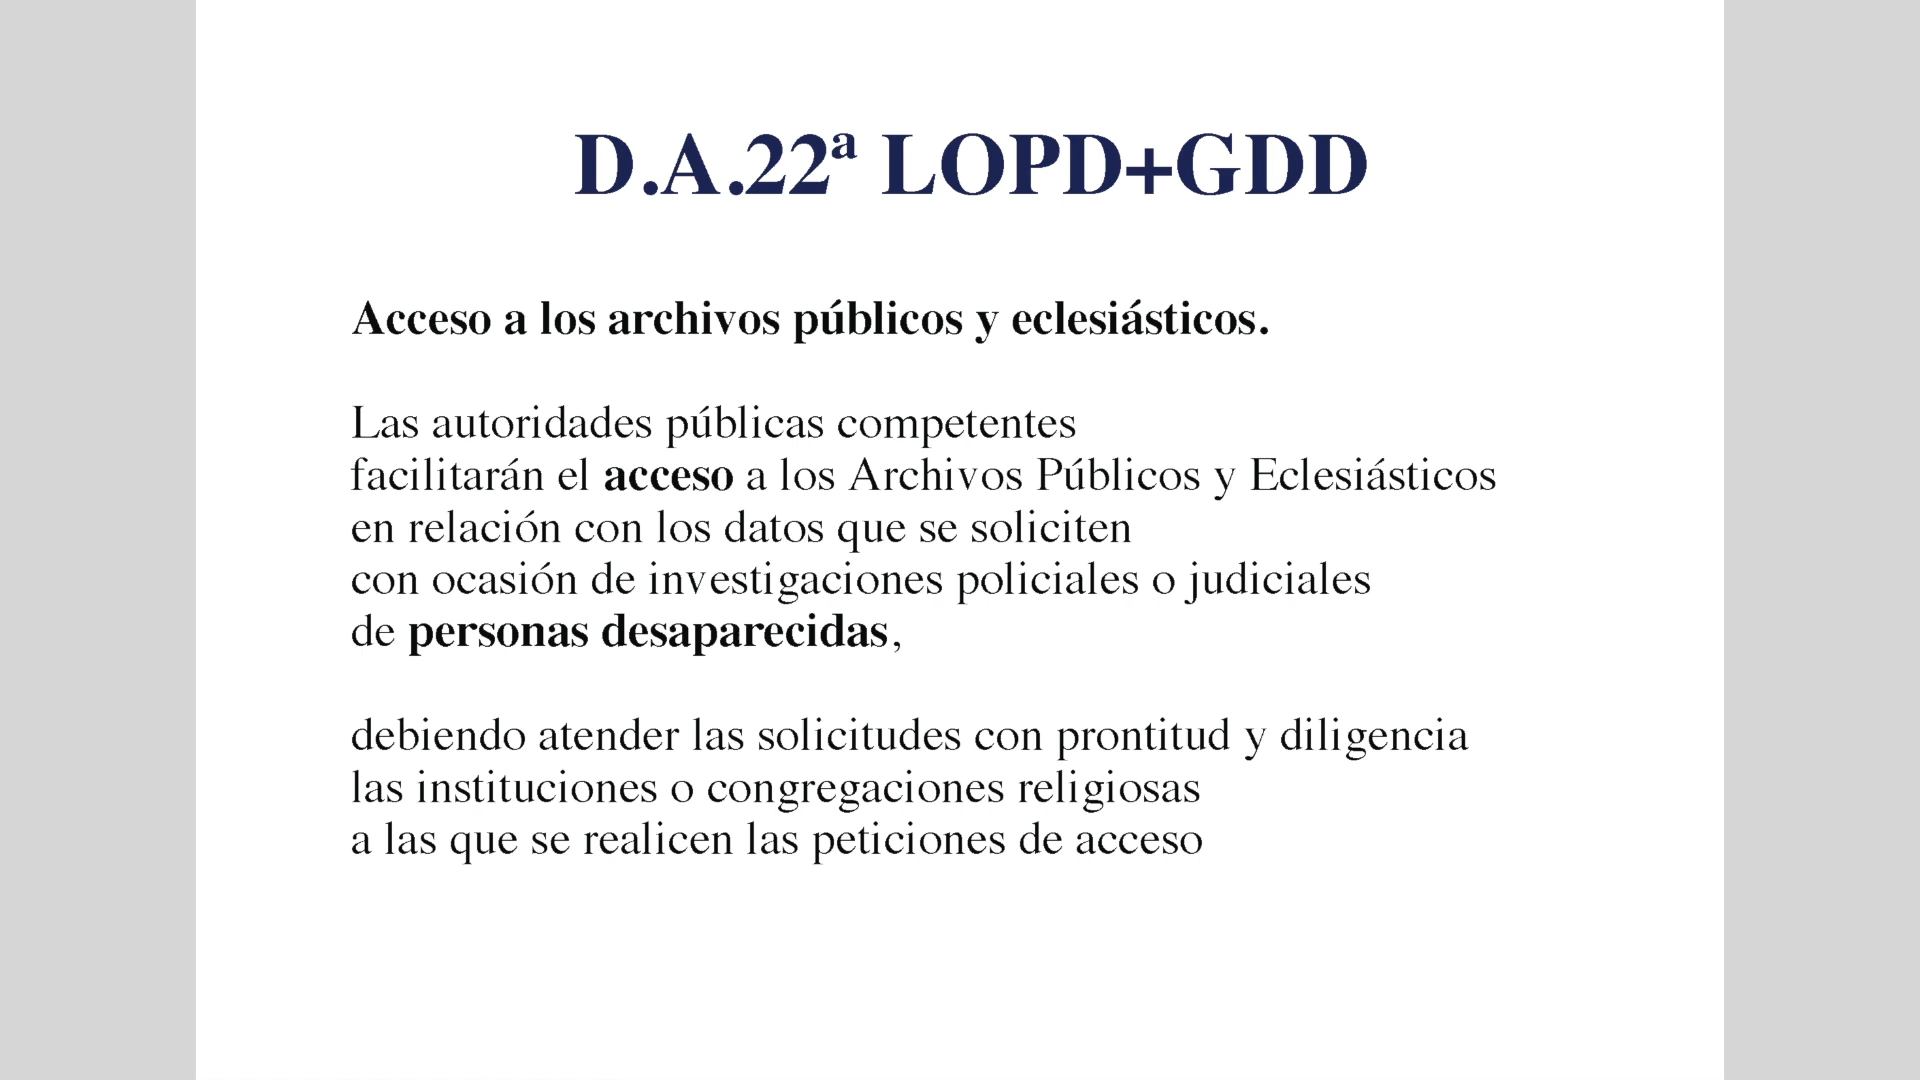 D.A.22ª LOPD+GDD
Acceso a los archivos públicos y eclesiásticos.
Las autoridades públicas competentes
facilitarán el acceso a los Archivos Públicos y Eclesiásticos
en relación con los datos que se soliciten
con ocasión de investigaciones policiales o judiciales
de personas desaparecidas,
debiendo atender las solicitudes con prontitud y diligencia
las instituciones o congregaciones religiosas
a las que se realicen las peticiones de acceso